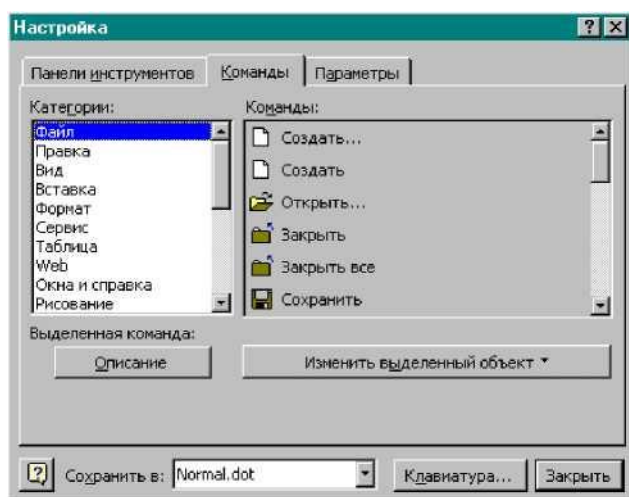 Настройка
Панели инструментов Команды Параметры
Категории: Команды:
Файл
Правка
Вид
Вставка
Формат
Сервис
Таблица
Web
Окна и справка
Рисование
Создать...
Создать
Открыть...
Закрыть
Закрыть все
Сохранить
Выделенная команда:
Описание Изменить выделенный объект
Сохранить в: Normal.dot Клавиатура... Закрыть